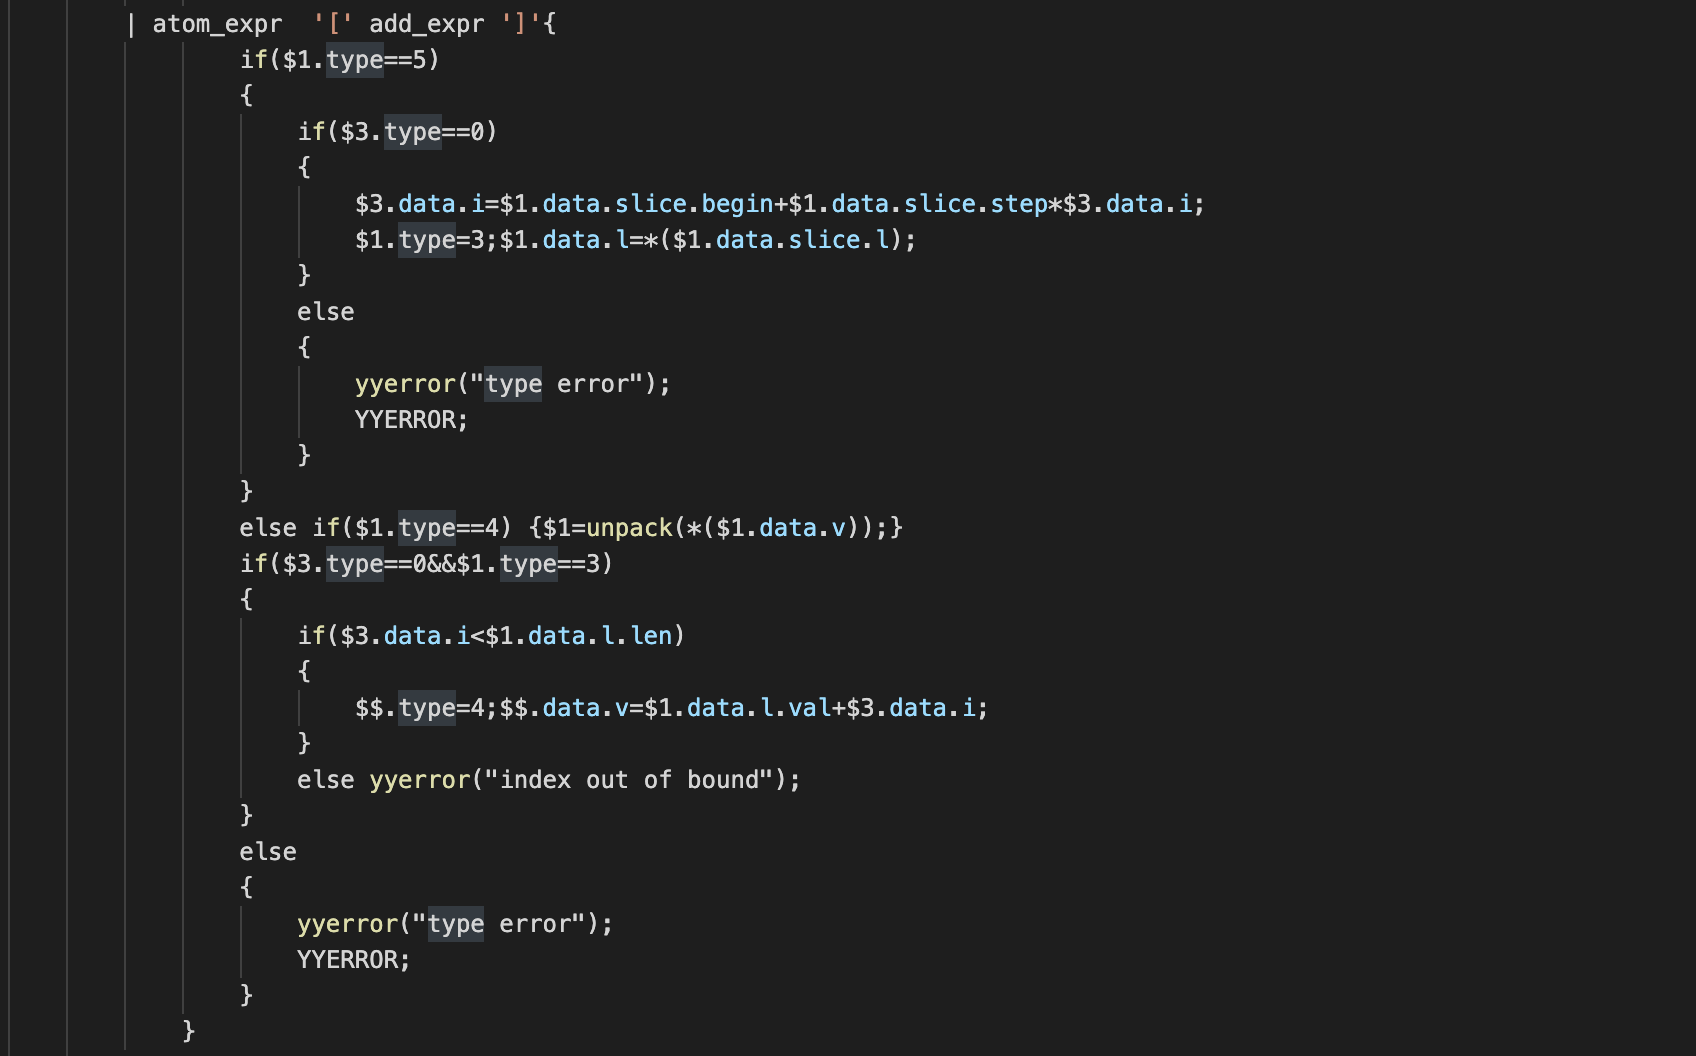 | atom_expr  '[' add_expr ']'{
if($1.type==5)
{
if($3.type==0)
{
$3.data.i=$1.data.slice.begin+$1.data.slice.step*$3.data.i;
$1.type=3;$1.data.l=*($1.data.slice.l);
}
else
{
yyerror("type error");
YYERROR;
}
}
else if($1.type==4) {$1=unpack(*($1.data.v));}
if($3.type==0&&$1.type==3)
{
if($3.data.i<$1.data.l.len)
{
$$.type=4;$$.data.v=$1.data.l.val+$3.data.i;
}
else yyerror("index out of bound");
}
else
{
yyerror("type error");
YYERROR;
}
}